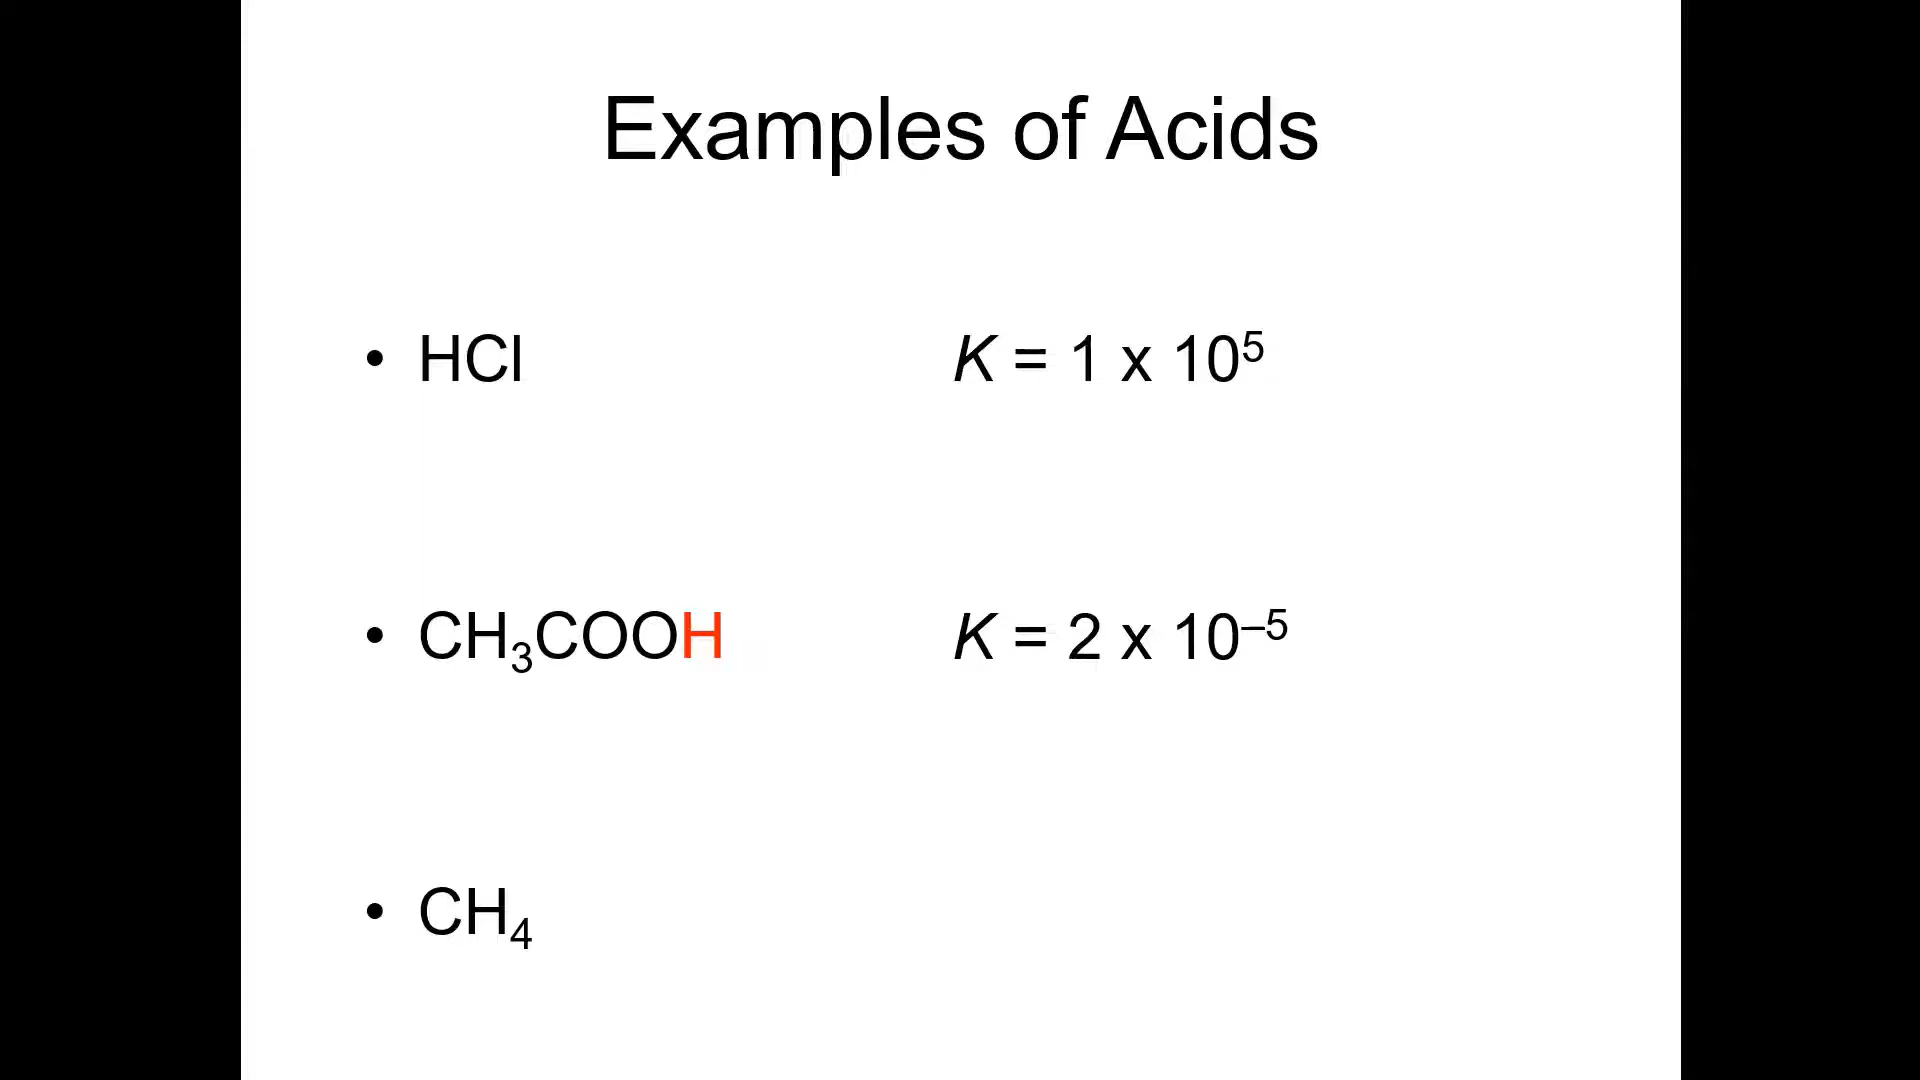 Examples of Acids
• HCl K = 1 x 10⁵
• CH₃COOH K = 2 x 10⁻⁵
• CH₄